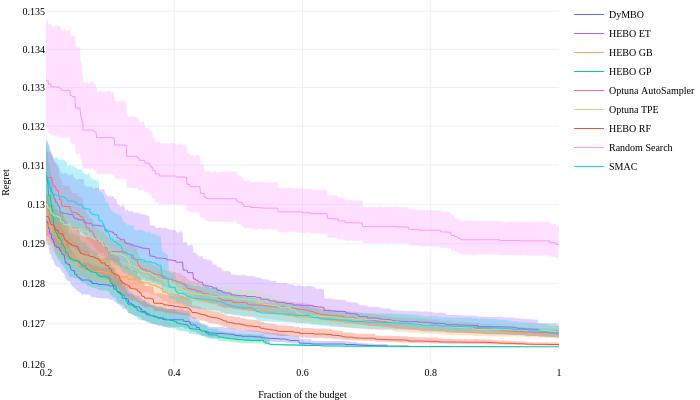 0.135
0.134
0.133
0.132
0.131
0.13
0.129
0.128
0.127
0.126
Regret
0.2
0.4
0.6
0.8
1
Fraction of the budget
DyMBO
HEBO ET
HEBO GB
HEBO GP
Optuna AutoSampler
Optuna TPE
HEBO RF
Random Search
SMAC